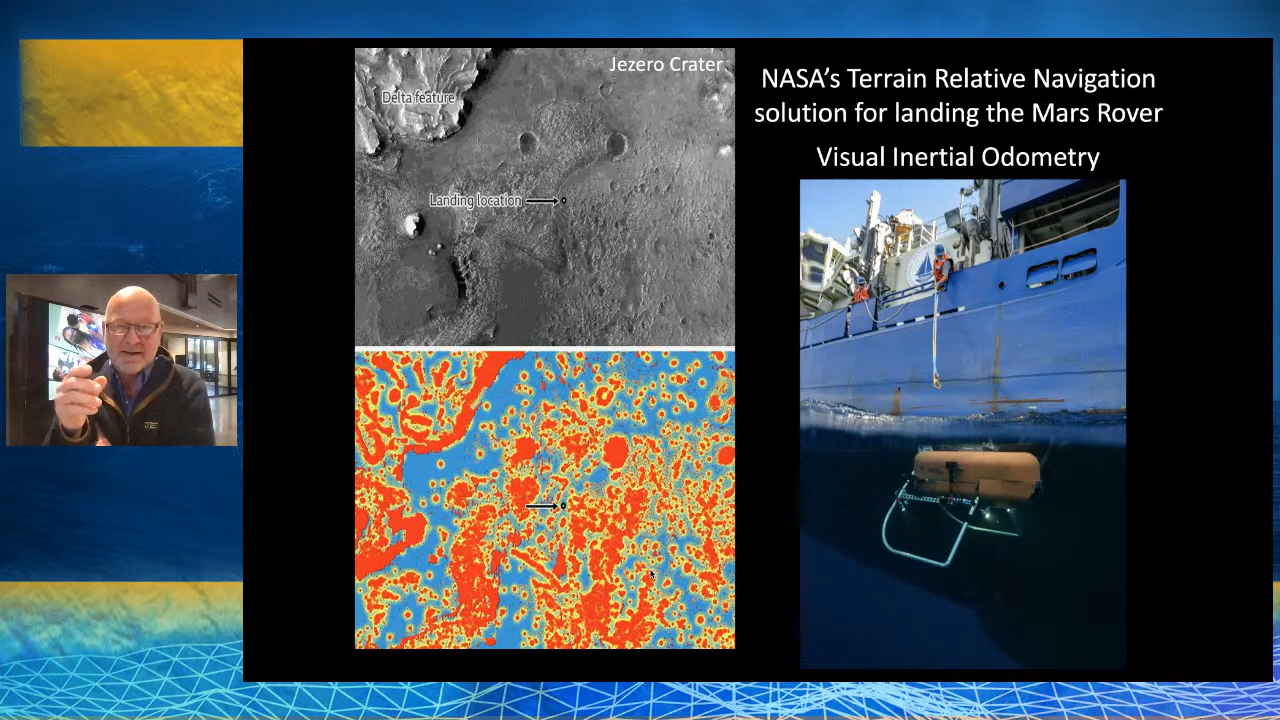 Jezero Crater
Delta feature
Landing location
NASA's Terrain Relative Navigation
solution for landing the Mars Rover
Visual Inertial Odometry